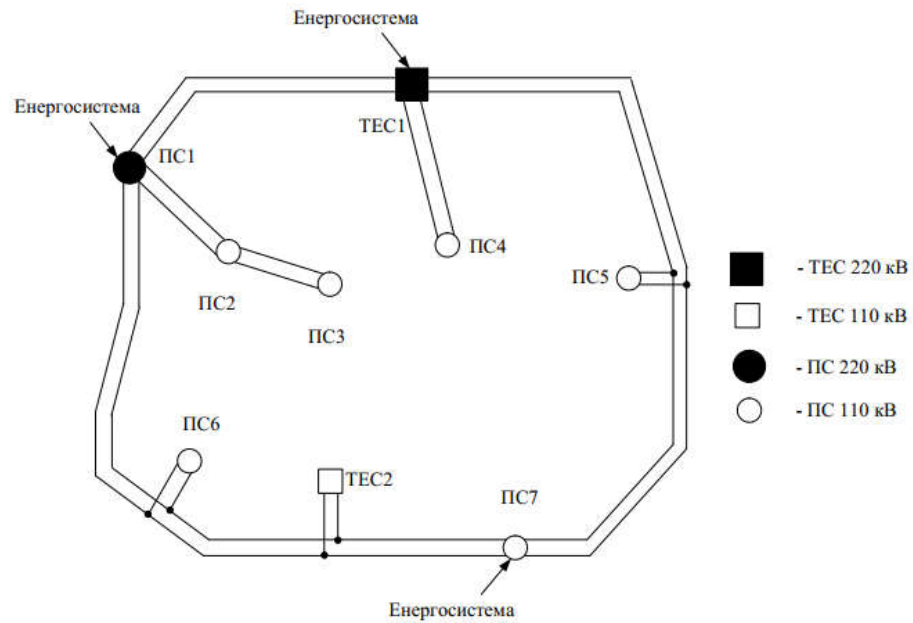 Енергосистема
Енергосистема
ТЕС1
ПС1
ПС4
ПС5
ПС2
ПС3
- ТЕС 220 кВ
- ТЕС 110 кВ
- ПС 220 кВ
- ПС 110 кВ
ПС6
ТЕС2
ПС7
Енергосистема